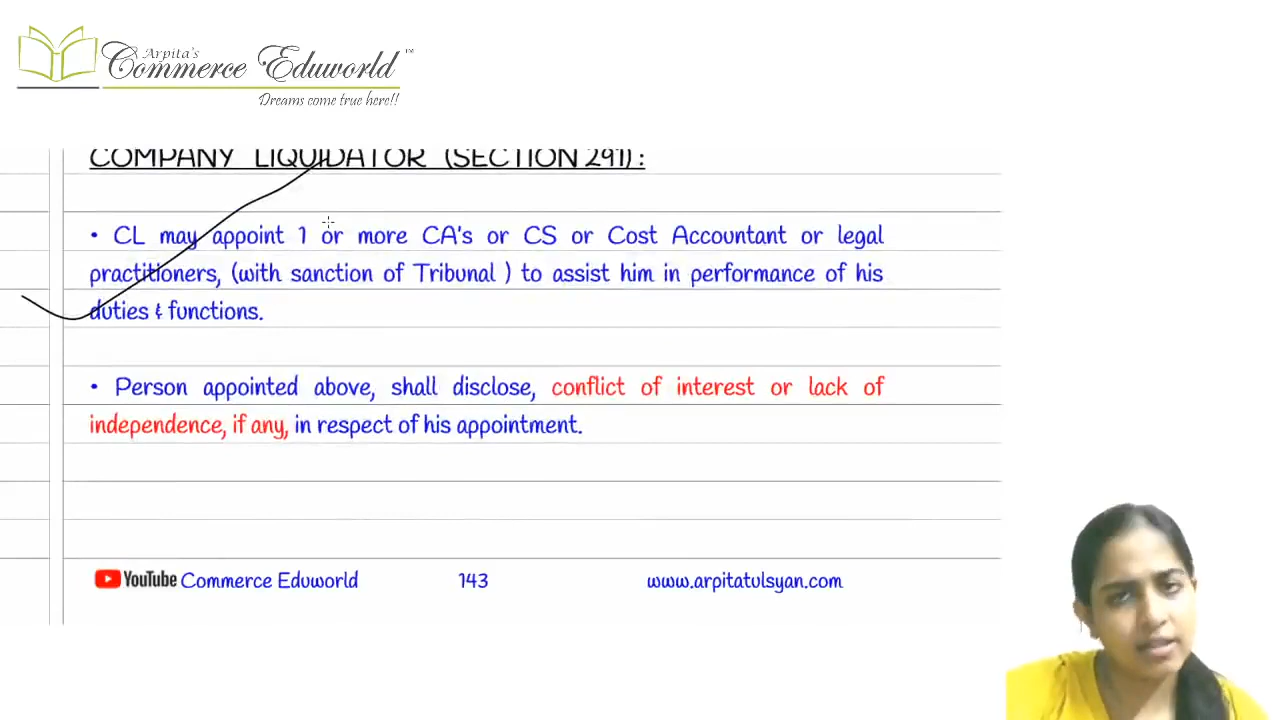 Arpita's
Commerce Eduworld™
Dreams come true here!!
COMPANY LIQUIDATOR (SECTION 291) :
• CL may appoint 1 or more CA's or CS or Cost Accountant or legal
practitioners, (with sanction of Tribunal ) to assist him in performance of his
duties & functions.
• Person appointed above, shall disclose, conflict of interest or lack of
independence, if any, in respect of his appointment.
YouTube Commerce Eduworld 143 www.arpitatulsyan.com